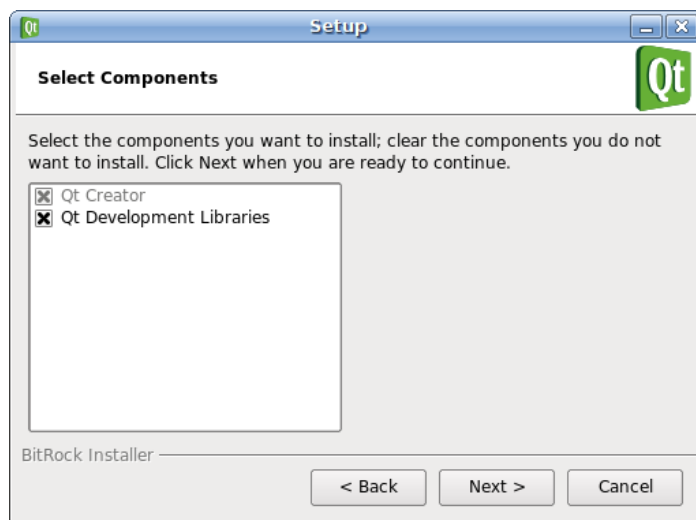 Qt
Setup
Select Components
Qt
Select the components you want to install; clear the components you do not
want to install. Click Next when you are ready to continue.
Qt Creator
Qt Development Libraries
BitRock Installer
< Back
Next >
Cancel